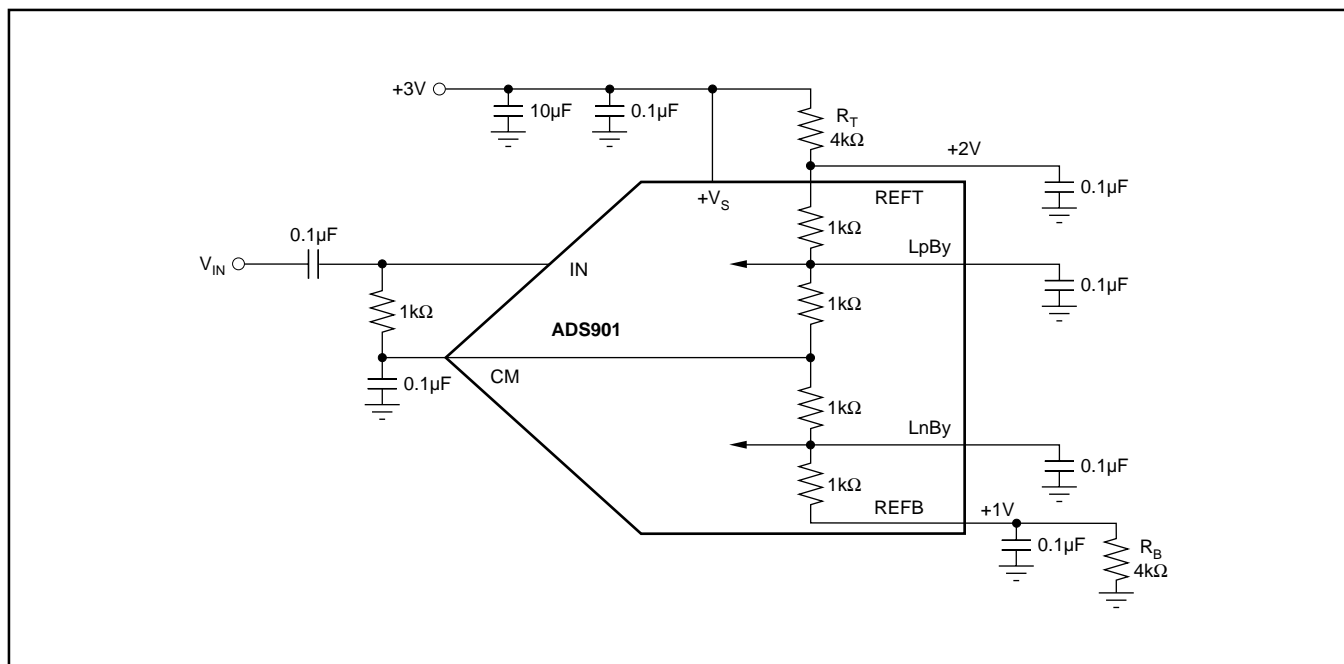 +3V
10µF
0.1µF
R_T
4kΩ
+2V
0.1µF
+V_S
REFT
1kΩ
0.1µF
V_IN
IN
LpBy
0.1µF
1kΩ
1kΩ
ADS901
0.1µF
CM
1kΩ
LnBy
0.1µF
1kΩ
REFB
+1V
0.1µF
R_B
4kΩ